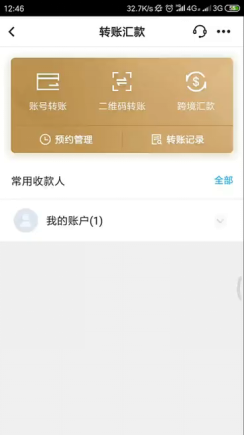 12:46 32.7K/s 4G+ 3G 55
转账汇款
账号转账 二维码转账 跨境汇款
预约管理 转账记录
常用收款人 全部
我的账户(1)